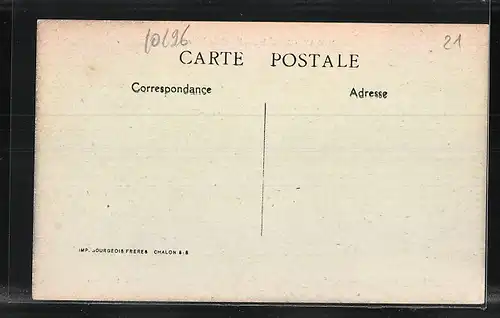 10696 21
CARTE POSTALE
Correspondance Adresse
IMP. BOURGEOIS FRERES CHALON S-S